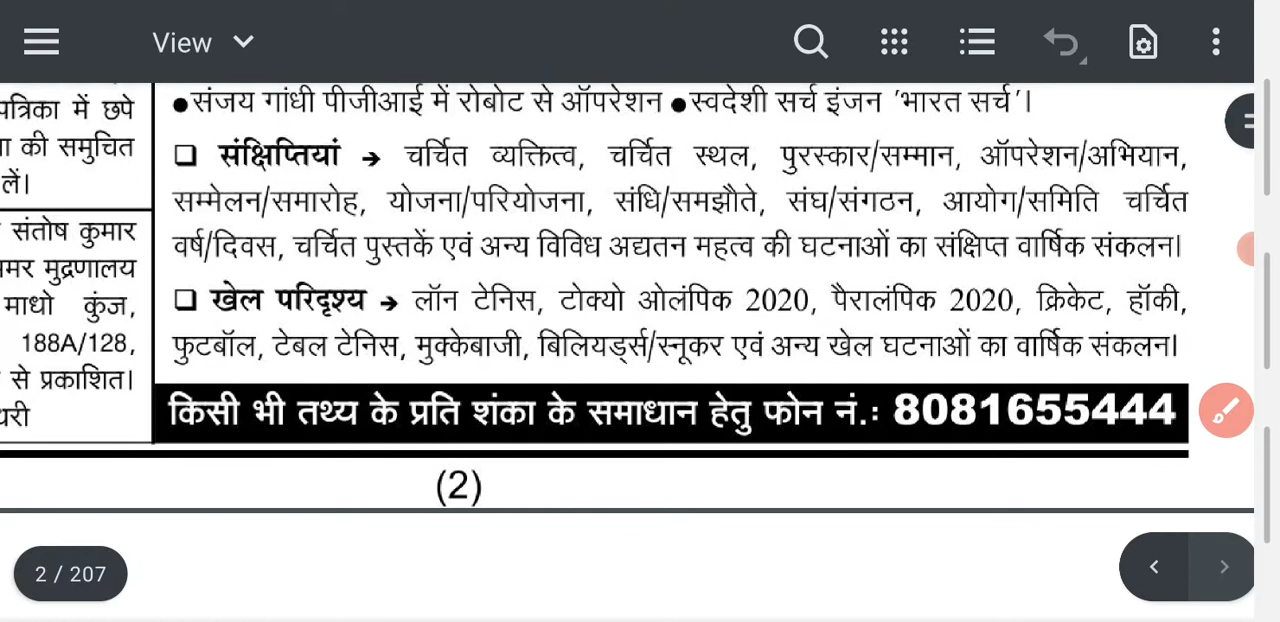 View
पत्रिका में छपे
की समुचित
लें।
संतोष कुमार
मुद्रणालय
माधो कुंज,
188A/128,
से प्रकाशित।
●संजय गांधी पीजीआई में रोबोट से ऑपरेशन ●स्वदेशी सर्च इंजन 'भारत सर्च'।
❑ संक्षिप्तियां → चर्चित व्यक्तित्व, चर्चित स्थल, पुरस्कार/सम्मान, ऑपरेशन/अभियान,
सम्मेलन/समारोह, योजना/परियोजना, संधि/समझौते, संघ/संगठन, आयोग/समिति चर्चित
वर्ष/दिवस, चर्चित पुस्तकें एवं अन्य विविध अद्यतन महत्व की घटनाओं का संक्षिप्त वार्षिक संकलन।
❑ खेल परिदृश्य → लॉन टेनिस, टोक्यो ओलंपिक 2020, पैरालंपिक 2020, क्रिकेट, हॉकी,
फुटबॉल, टेबल टेनिस, मुक्केबाजी, बिलियर्ड्स/स्नूकर एवं अन्य खेल घटनाओं का वार्षिक संकलन।
किसी भी तथ्य के प्रति शंका के समाधान हेतु फोन नं.: 8081655444
(2)
2 / 207